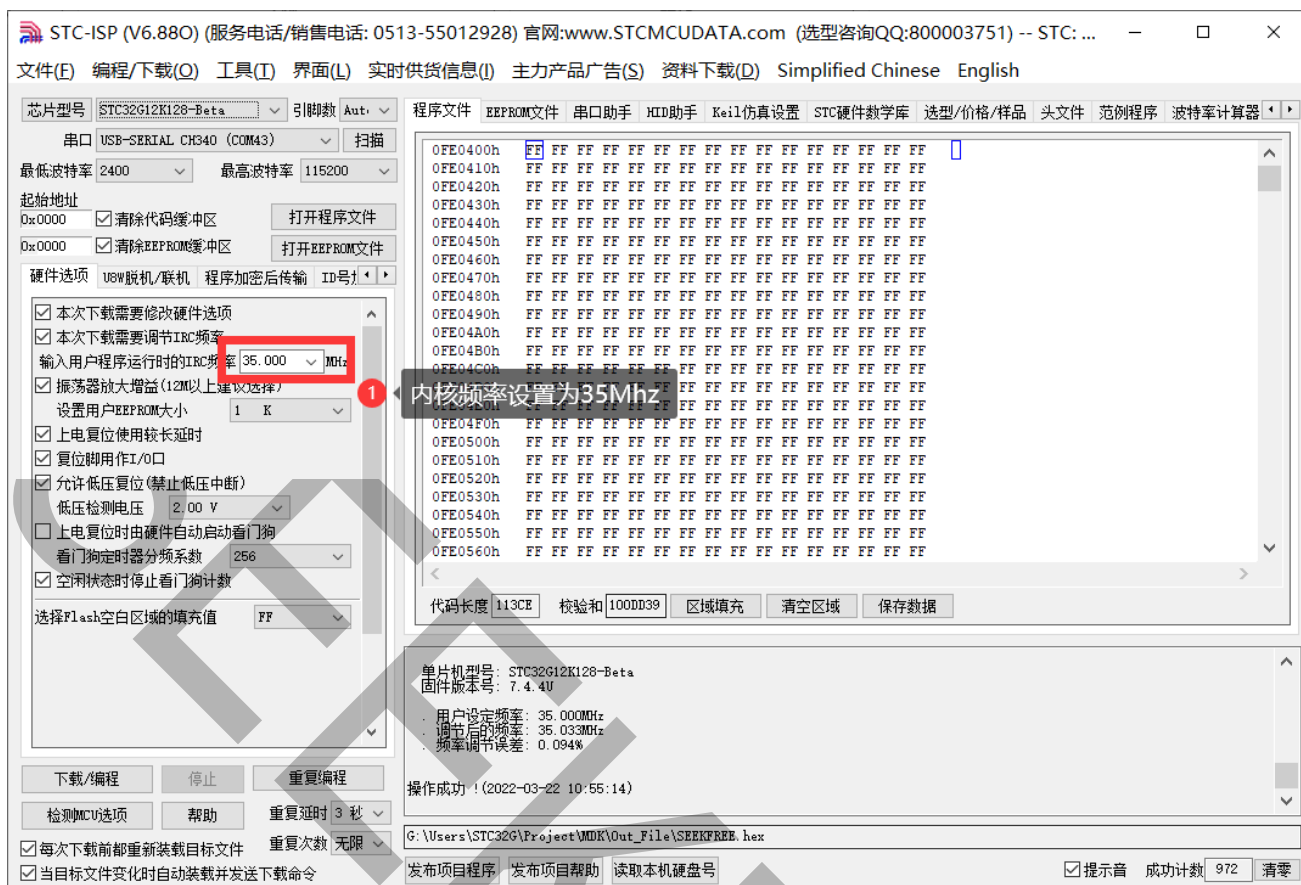 STC-ISP (V6.88O) (服务电话/销售电话: 0513-55012928) 官网:www.STCMCUDATA.com (选型咨询QQ:800003751) -- STC: ...
文件(F) 编程/下载(O) 工具(T) 界面(L) 实时供货信息(I) 主力产品广告(S) 资料下载(D) Simplified Chinese English
芯片型号 STC32G12K128-Beta 引脚数 Aut
串口 USB-SERIAL CH340 (COM43) 扫描
最低波特率 2400 最高波特率 115200
起始地址
0x0000 清除代码缓冲区 打开程序文件
0x0000 清除EEPROM缓冲区 打开EEPROM文件
硬件选项 U8W脱机/联机 程序加密后传输 ID号
本次下载需要修改硬件选项
本次下载需要调节IRC频率
输入用户程序运行时的IRC频率 35.000 MHz
振荡器放大增益(12M以上建议选择)
设置用户EEPROM大小 1 K
上电复位使用较长延时
复位脚用作I/O口
允许低压复位(禁止低压中断)
低压检测电压 2.00 V
上电复位时由硬件自动启动看门狗
看门狗定时器分频系数 256
空闲状态时停止看门狗计数
选择Flash空白区域的填充值 FF
下载/编程 停止 重复编程
检测MCU选项 帮助 重复延时 3 秒
每次下载前都重新装载目标文件 重复次数 无限
当目标文件变化时自动装载并发送下载命令
程序文件 EEPROM文件 串口助手 HID助手 Keil仿真设置 STC硬件数学库 选型/价格/样品 头文件 范例程序 波特率计算器
0FE0400h FF FF FF FF FF FF FF FF FF FF FF FF FF FF FF FF
0FE0410h FF FF FF FF FF FF FF FF FF FF FF FF FF FF FF FF
0FE0420h FF FF FF FF FF FF FF FF FF FF FF FF FF FF FF FF
0FE0430h FF FF FF FF FF FF FF FF FF FF FF FF FF FF FF FF
0FE0440h FF FF FF FF FF FF FF FF FF FF FF FF FF FF FF FF
0FE0450h FF FF FF FF FF FF FF FF FF FF FF FF FF FF FF FF
0FE0460h FF FF FF FF FF FF FF FF FF FF FF FF FF FF FF FF
0FE0470h FF FF FF FF FF FF FF FF FF FF FF FF FF FF FF FF
0FE0480h FF FF FF FF FF FF FF FF FF FF FF FF FF FF FF FF
0FE0490h FF FF FF FF FF FF FF FF FF FF FF FF FF FF FF FF
0FE04A0h FF FF FF FF FF FF FF FF FF FF FF FF FF FF FF FF
0FE04B0h FF FF FF FF FF FF FF FF FF FF FF FF FF FF FF FF
0FE04C0h FF FF FF FF FF FF FF FF FF FF FF FF FF FF FF FF
1 内核频率设置为35Mhz
0FE04F0h FF FF FF FF FF FF FF FF FF FF FF FF FF FF FF FF
0FE0500h FF FF FF FF FF FF FF FF FF FF FF FF FF FF FF FF
0FE0510h FF FF FF FF FF FF FF FF FF FF FF FF FF FF FF FF
0FE0520h FF FF FF FF FF FF FF FF FF FF FF FF FF FF FF FF
0FE0530h FF FF FF FF FF FF FF FF FF FF FF FF FF FF FF FF
0FE0540h FF FF FF FF FF FF FF FF FF FF FF FF FF FF FF FF
0FE0550h FF FF FF FF FF FF FF FF FF FF FF FF FF FF FF FF
0FE0560h FF FF FF FF FF FF FF FF FF FF FF FF FF FF FF FF
代码长度 113CE 校验和 100DD39 区域填充 清空区域 保存数据
单片机型号: STC32G12K128-Beta
固件版本号: 7.4.4U
. 用户设定频率: 35.000MHz
. 调节后的频率: 35.033MHz
. 频率调节误差: 0.094%
操作成功 !(2022-03-22 10:55:14)
G:\Users\STC32G\Project\MDK\Out_File\SEEKFREE.hex
发布项目程序 发布项目帮助 读取本机硬盘号 提示音 成功计数 972 清零